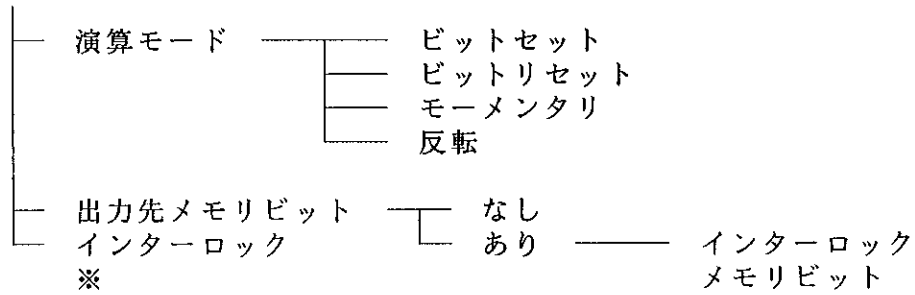 演算モード ビットセット
ビットリセット
モーメンタリ
反転
出力先メモリビット なし
インターロック あり インターロック
※ メモリビット